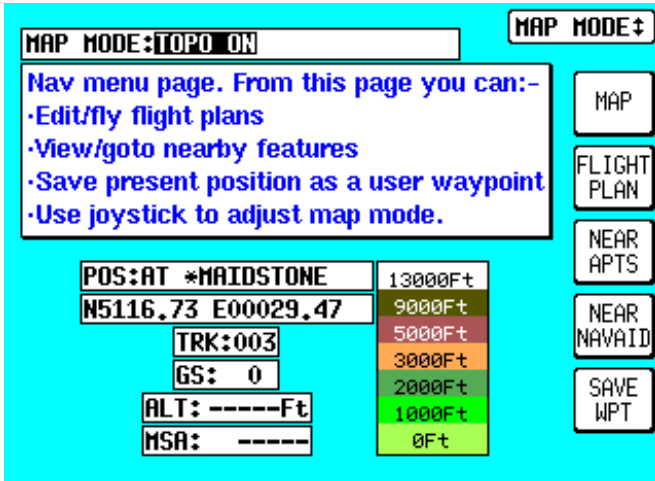 MAP MODE:TOPO ON
MAP MODE↕
Nav menu page. From this page you can:-
·Edit/fly flight plans
·View/goto nearby features
·Save present position as a user waypoint
·Use joystick to adjust map mode.
MAP
FLIGHT
PLAN
NEAR
APTS
NEAR
NAVAID
SAVE
WPT
POS:AT *MAIDSTONE
N5116.73 E00029.47
TRK:003
GS: 0
ALT: -----Ft
MSA: -----
13000Ft
9000Ft
5000Ft
3000Ft
2000Ft
1000Ft
0Ft